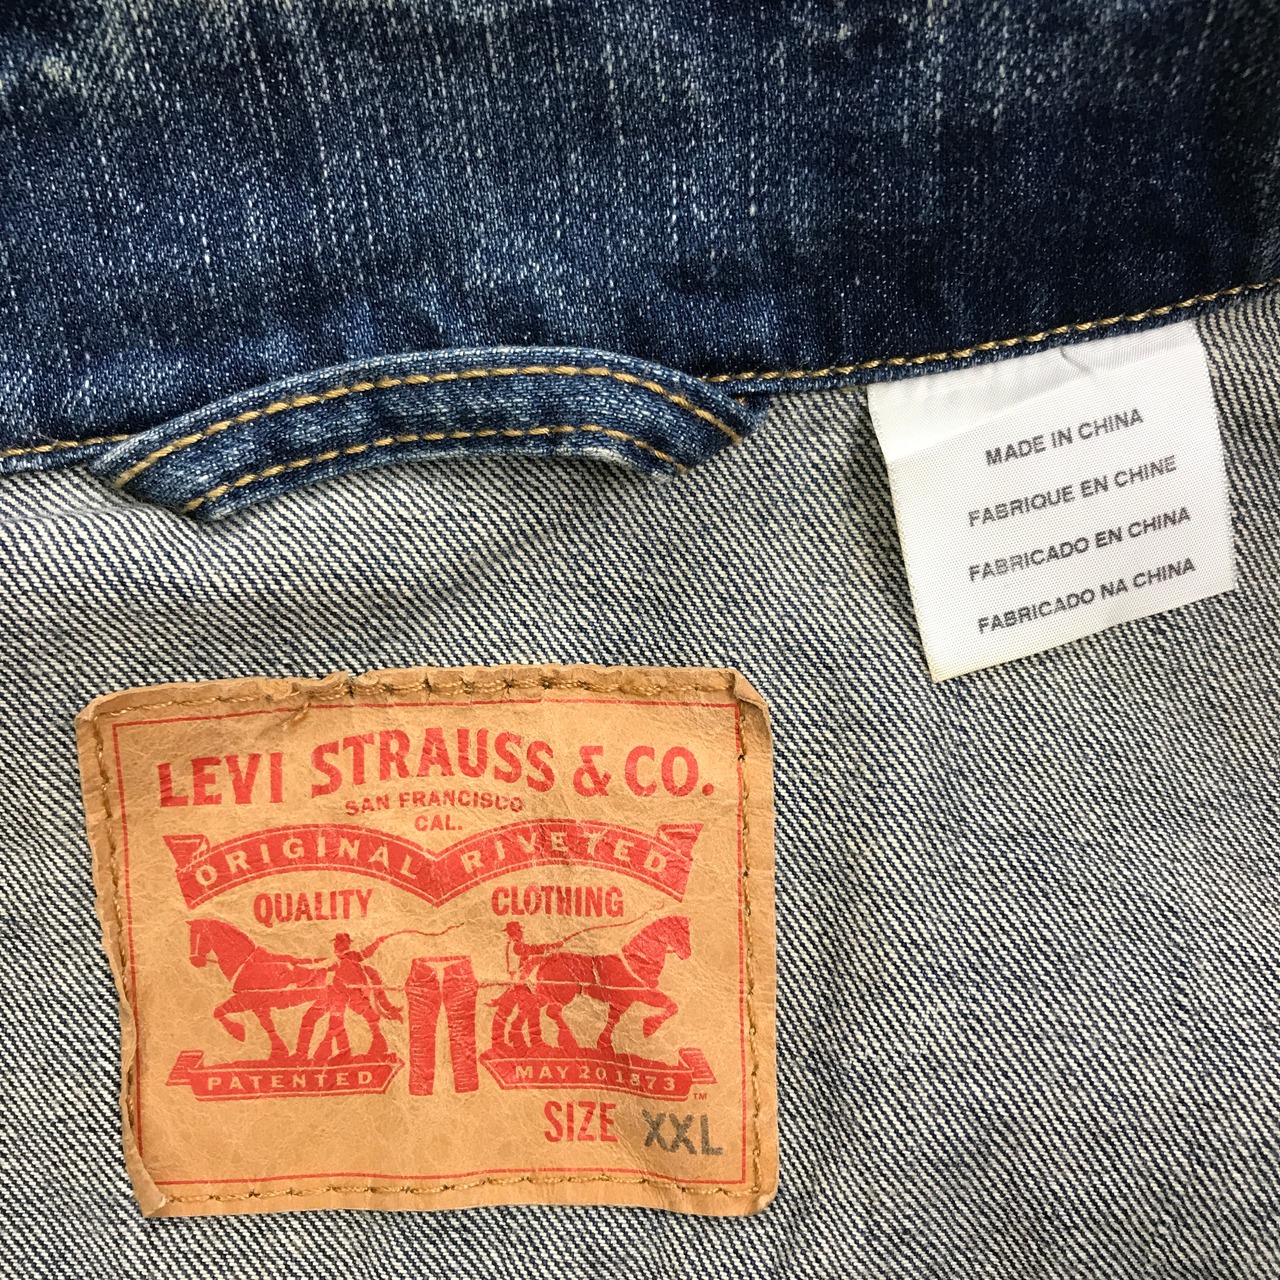 MADE IN CHINA
FABRIQUE EN CHINE
FABRICADO EN CHINA
FABRICADO NA CHINA
LEVI STRAUSS & CO.
SAN FRANCISCO
CAL.
ORIGINAL RIVETED
QUALITY CLOTHING
PATENTED MAY 20 1873 ™
SIZE XXL